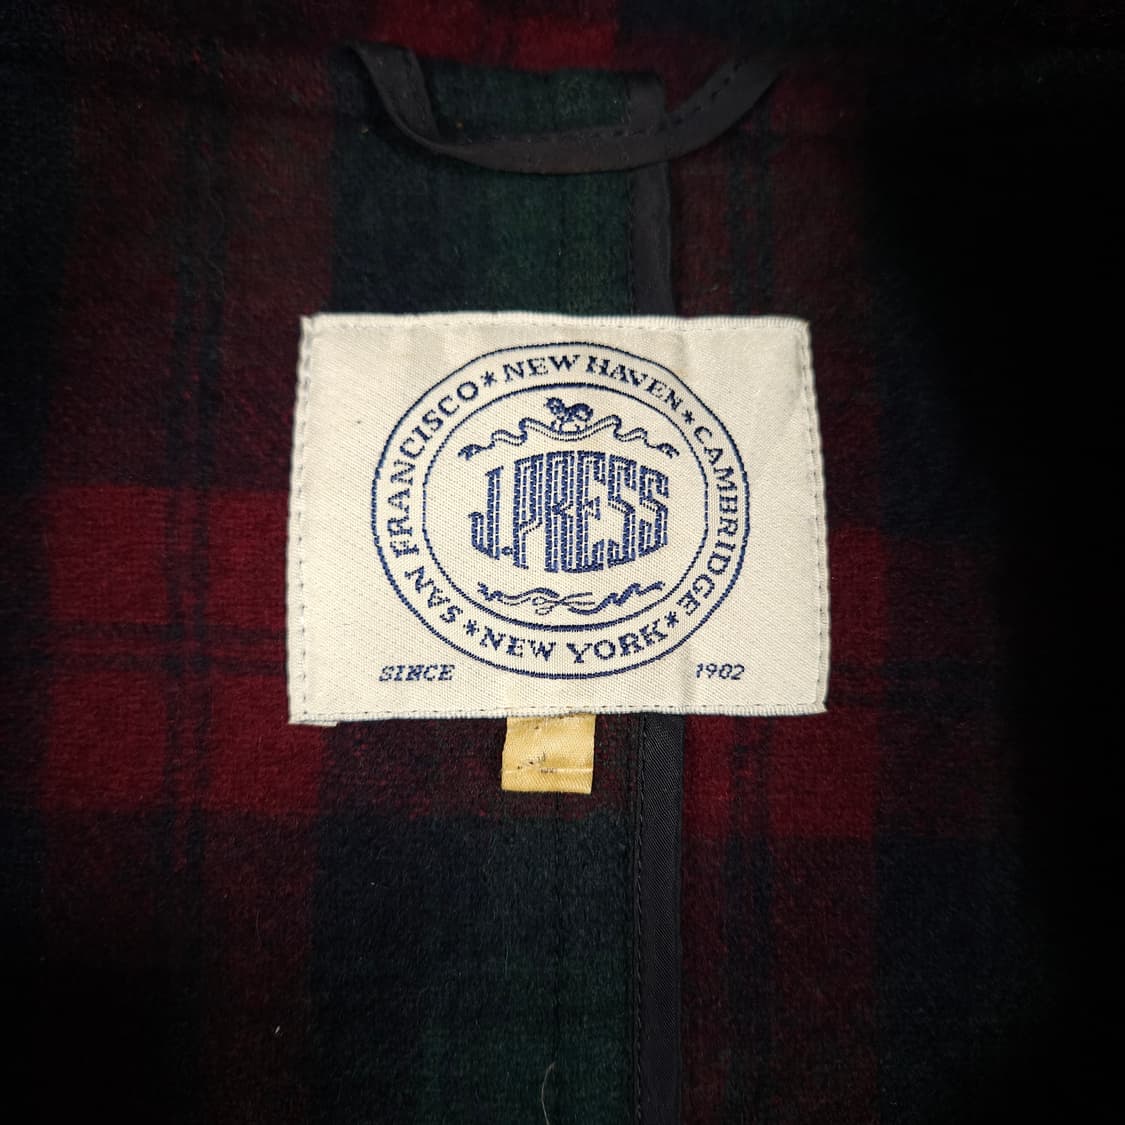 SAN FRANCISCO * NEW HAVEN * CAMBRIDGE * NEW YORK *
J.PRESS
SINCE 1902